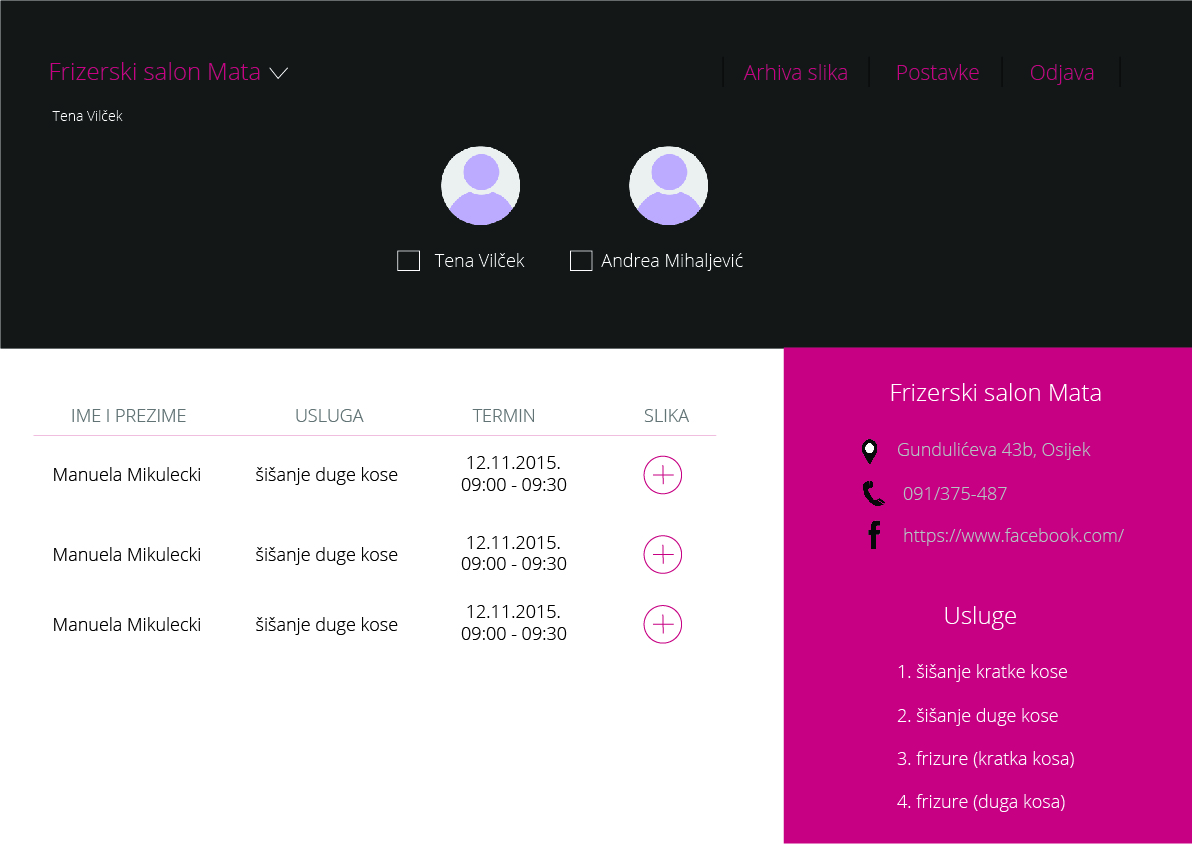 Frizerski salon Mata
Arhiva slika
Postavke
Odjava
Tena Vilček
Tena Vilček
Andrea Mihaljević
IME I PREZIME USLUGA TERMIN SLIKA
Manuela Mikulecki šišanje duge kose 12.11.2015.
09:00 - 09:30
Manuela Mikulecki šišanje duge kose 12.11.2015.
09:00 - 09:30
Manuela Mikulecki šišanje duge kose 12.11.2015.
09:00 - 09:30
Frizerski salon Mata
Gundulićeva 43b, Osijek
091/375-487
https://www.facebook.com/
Usluge
1. šišanje kratke kose
2. šišanje duge kose
3. frizure (kratka kosa)
4. frizure (duga kosa)